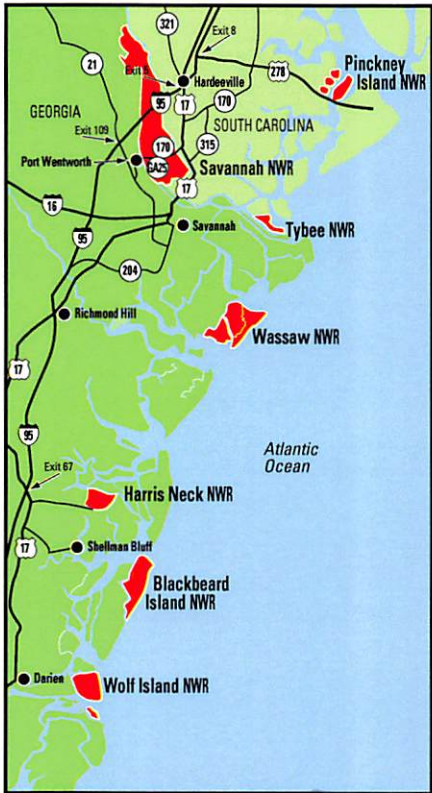 321
Exit 8
21
Exit 5
Hardeeville
278
Pinckney
Island NWR
95
17
170
GEORGIA
SOUTH CAROLINA
Exit 109
315
170
Port Wentworth
GA25
Savannah NWR
17
16
Savannah
Tybee NWR
95
204
Richmond Hill
Wassaw NWR
17
95
Atlantic
Ocean
Exit 67
Harris Neck NWR
17
Shellman Bluff
Blackbeard
Island NWR
Darien
Wolf Island NWR